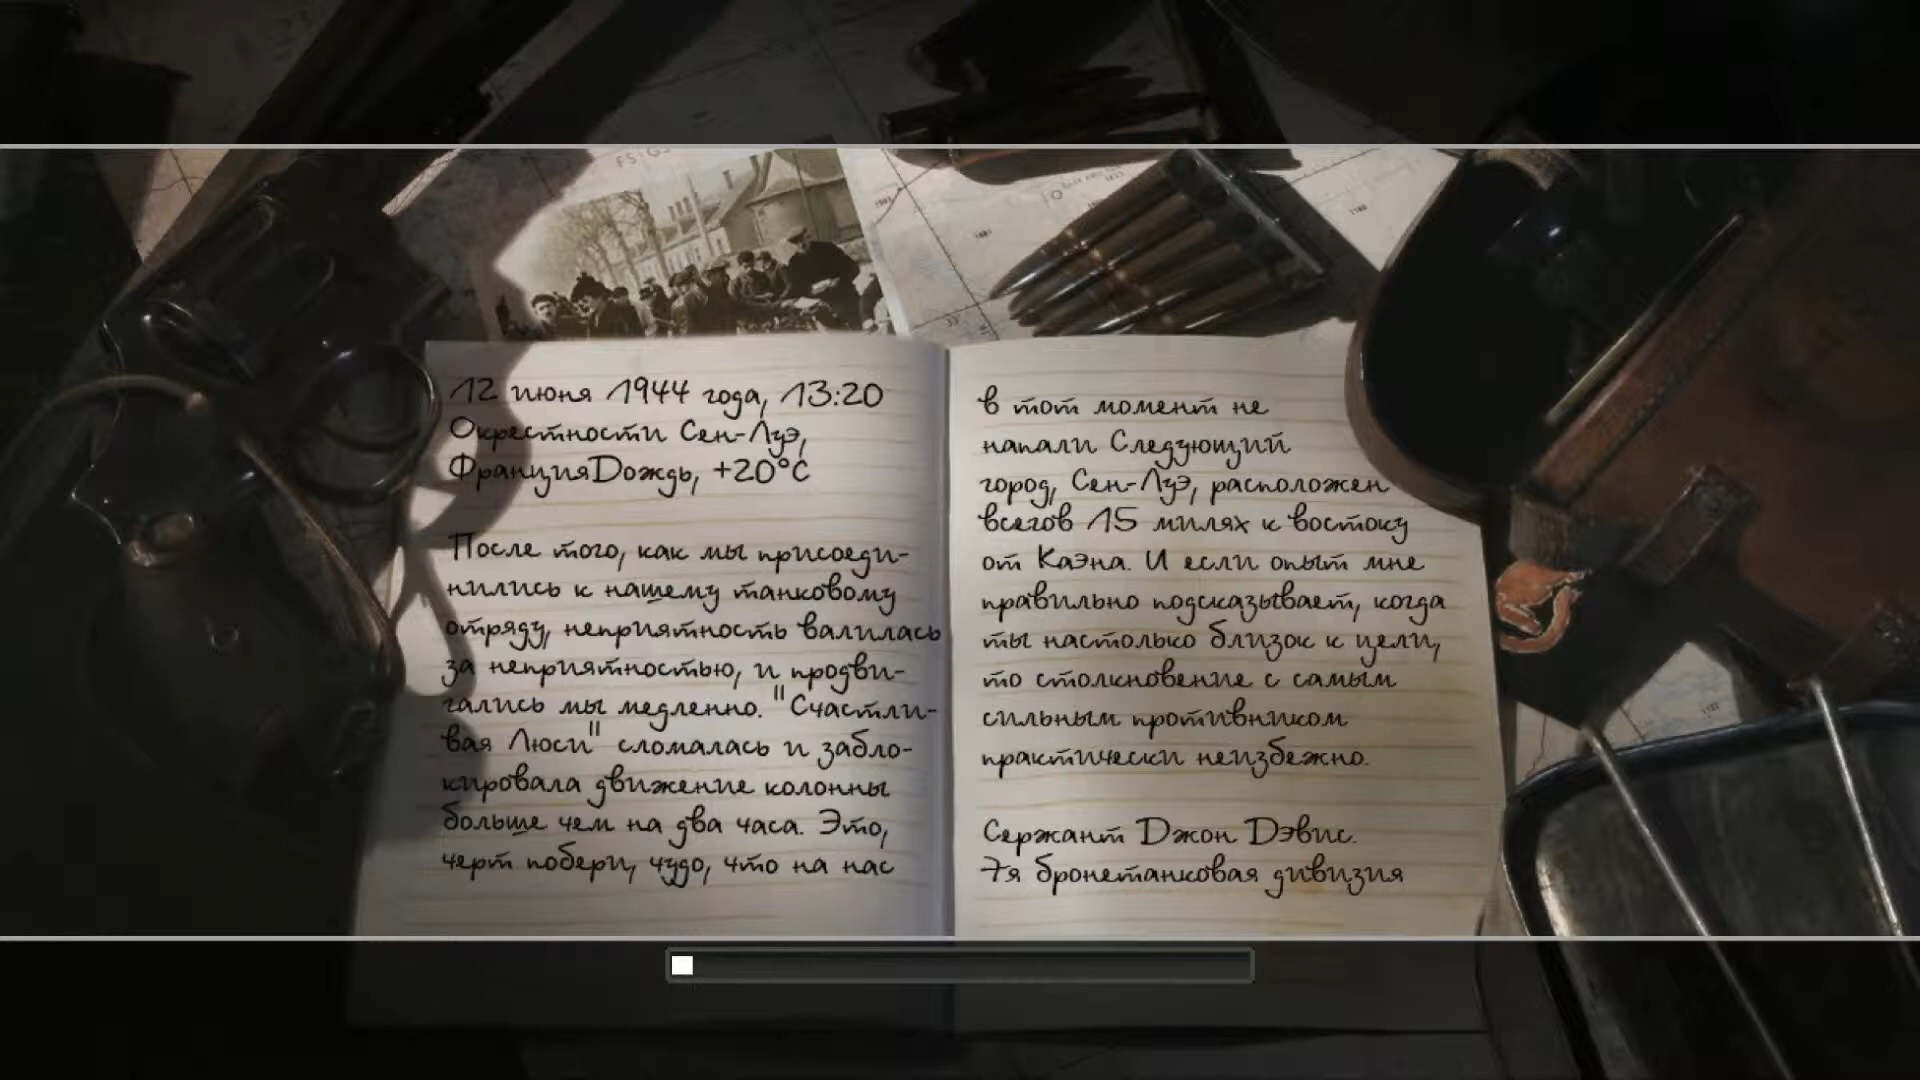 12 июня 1944 года, 13:20
Окрестности Сен-Луэ,
ФранцияДождь, +20°C
После того, как мы присоеди-
нились к нашему танковому
отряду, неприятность валилась
за неприятностью, и продви-
гались мы медленно. "Счастли-
вая Люси" сломалась и забло-
кировала движение колонны
больше чем на два часа. Это,
черт побери, чудо, что на нас
в тот момент не
напали Следующий
город, Сен-Луэ, расположен
всегов 15 милях к востоку
от Каэна. И если опыт мне
правильно подсказывает, когда
ты настолько близок к цели,
то столкновение с самым
сильным противником
практически неизбежно.
Сержант Джон Дэвис.
7я бронетанковая дивизия